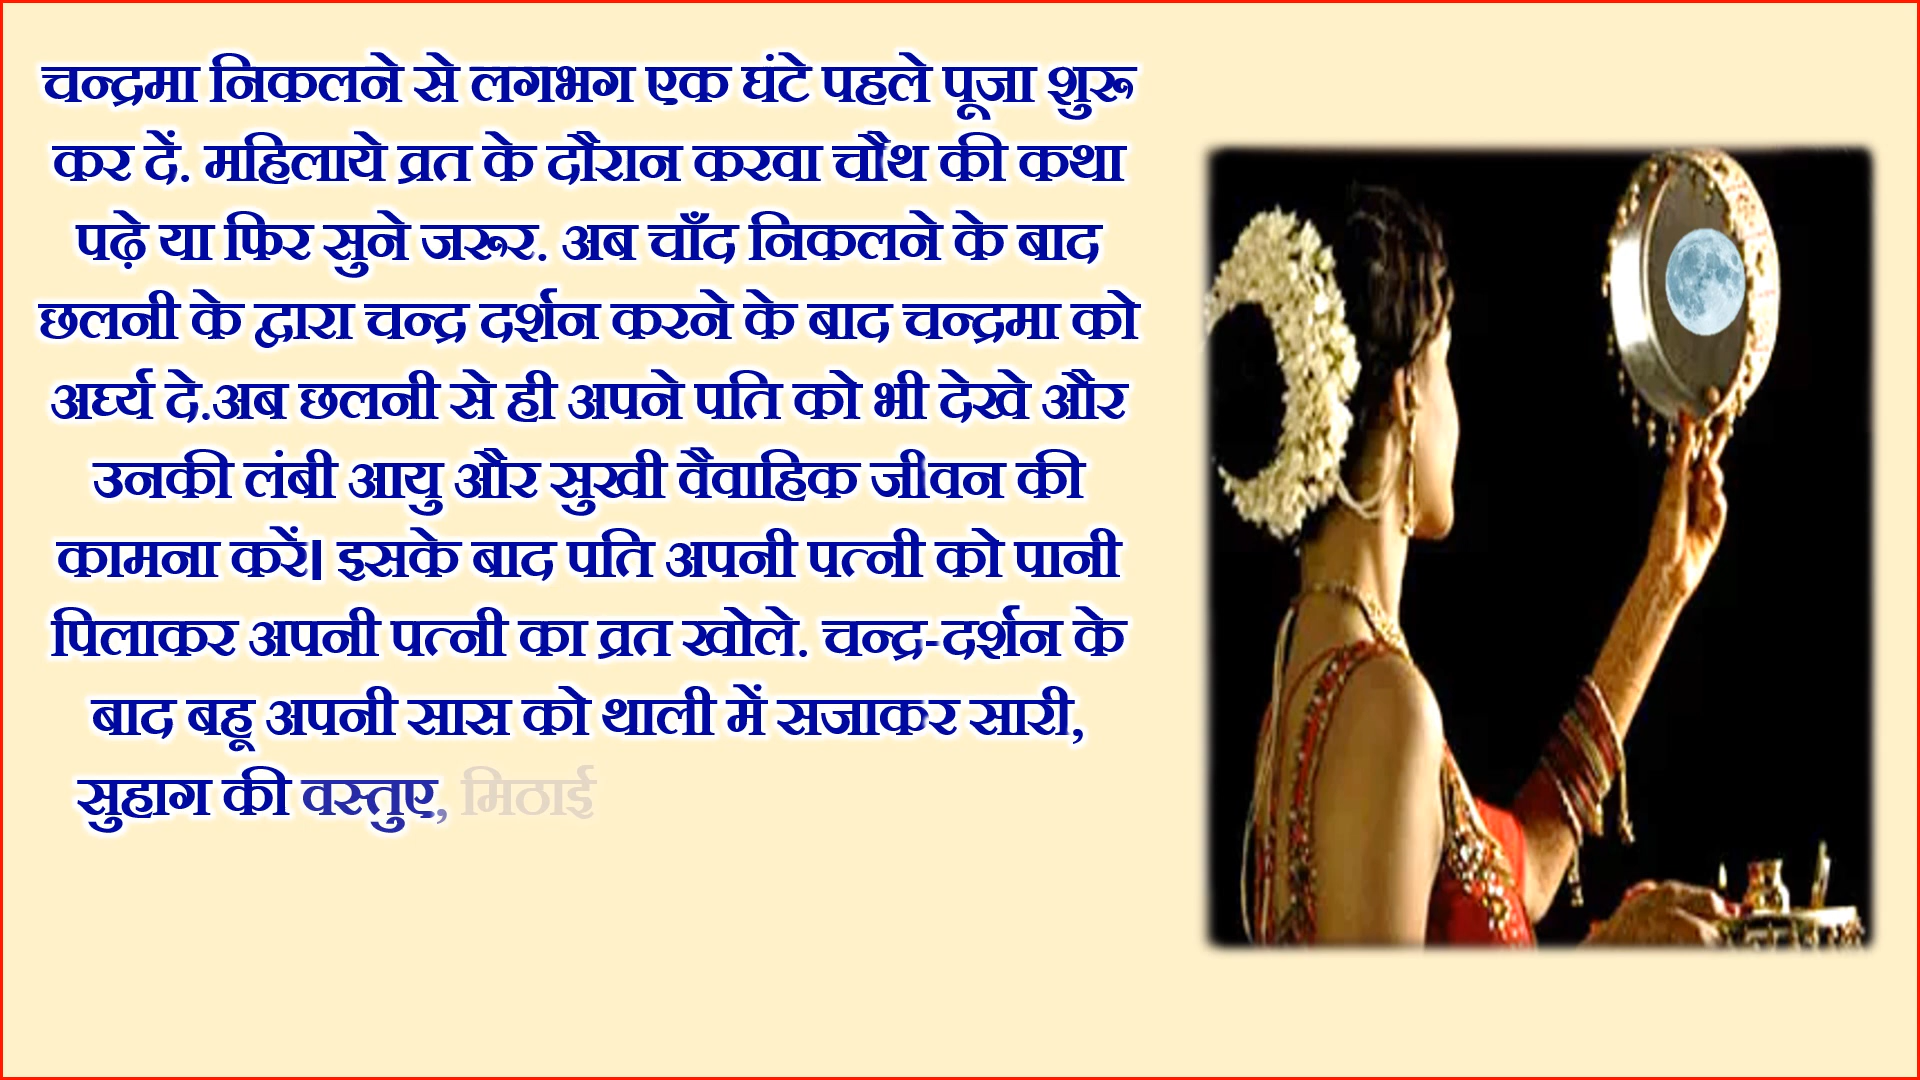 चन्द्रमा निकलने से लगभग एक घंटे पहले पूजा शुरू
कर दें. महिलाये व्रत के दौरान करवा चौथ की कथा
पढ़े या फिर सुने जरूर. अब चाँद निकलने के बाद
छलनी के द्वारा चन्द्र दर्शन करने के बाद चन्द्रमा को
अर्घ्य दे.अब छलनी से ही अपने पति को भी देखे और
उनकी लंबी आयु और सुखी वैवाहिक जीवन की
कामना करें। इसके बाद पति अपनी पत्नी को पानी
पिलाकर अपनी पत्नी का व्रत खोले. चन्द्र-दर्शन के
बाद बहू अपनी सास को थाली में सजाकर सारी,
सुहाग की वस्तुए, मिठाई